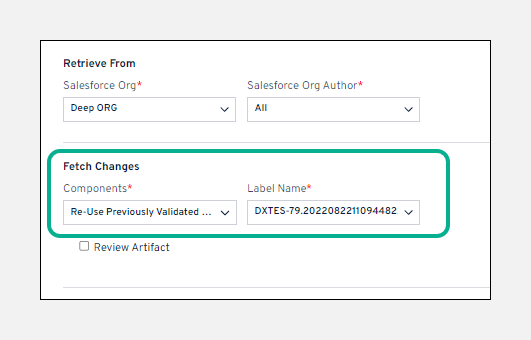 Retrieve From
Salesforce Org* Salesforce Org Author*
Deep ORG All
Fetch Changes
Components* Label Name*
Re-Use Previously Validated ... DXTES-79.2022082211094482
Review Artifact